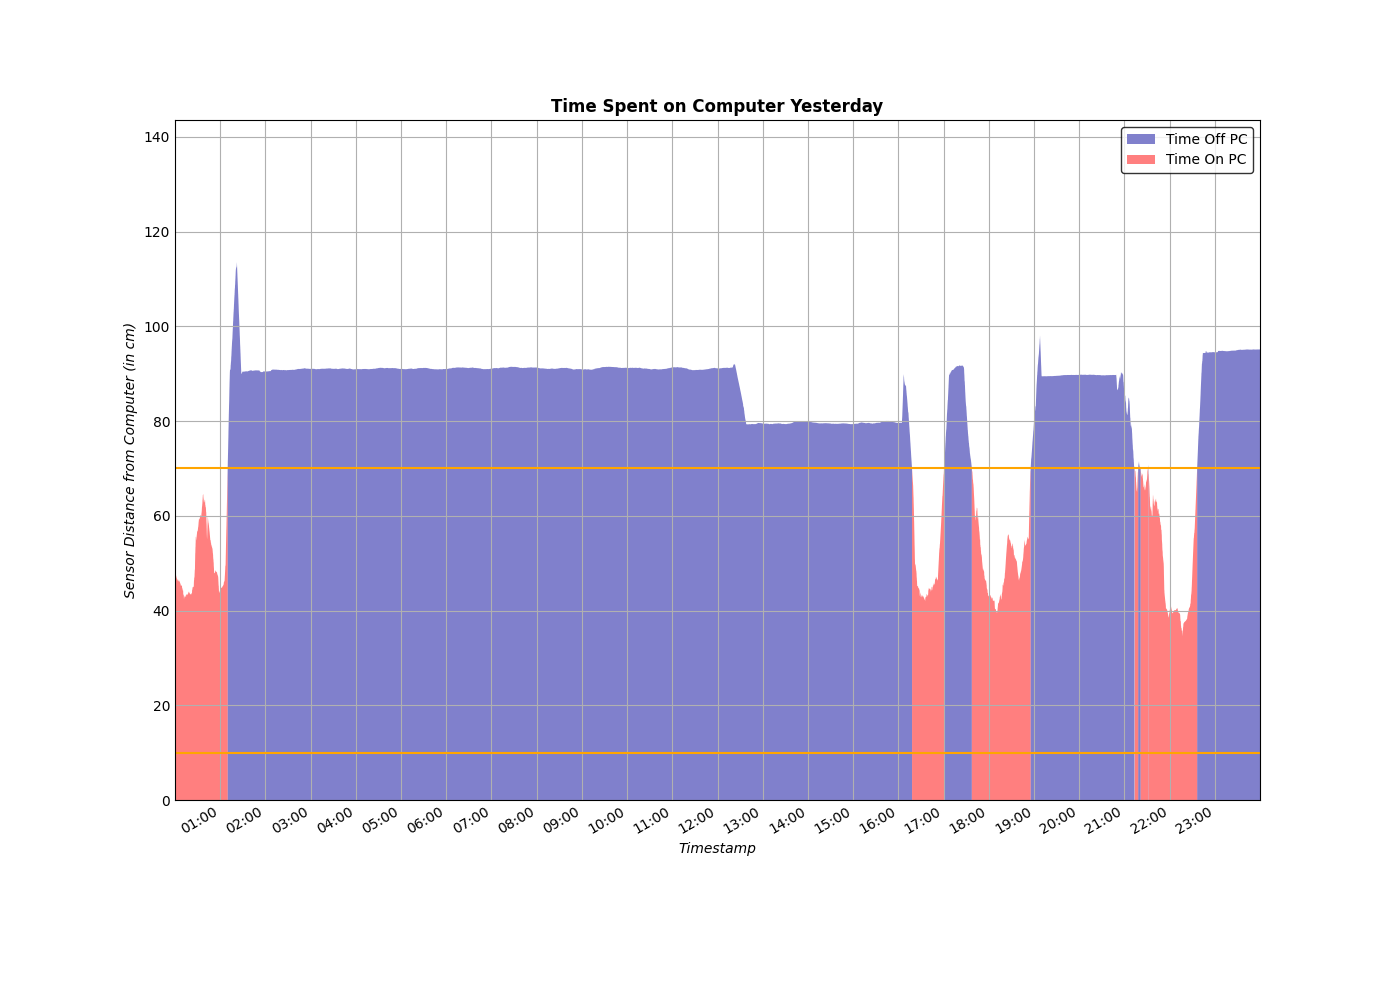 Time Spent on Computer Yesterday
Time Off PC
Time On PC
Sensor Distance from Computer (in cm)
140
120
100
80
60
40
20
0
01:00 02:00 03:00 04:00 05:00 06:00 07:00 08:00 09:00 10:00 11:00 12:00 13:00 14:00 15:00 16:00 17:00 18:00 19:00 20:00 21:00 22:00 23:00
Timestamp